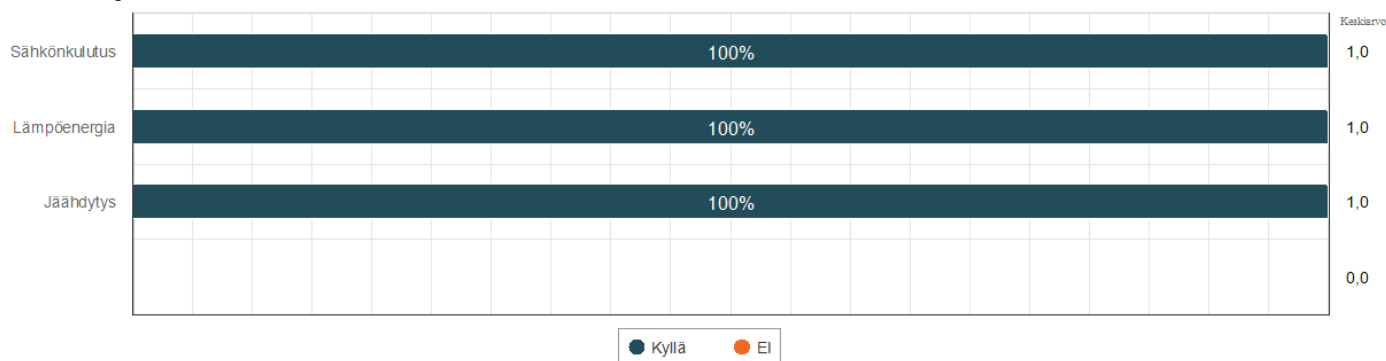 Keskiarvo
Sähkönkulutus 100% 1,0
Lämpöenergia 100% 1,0
Jäähdytys 100% 1,0
0,0
Kyllä EI